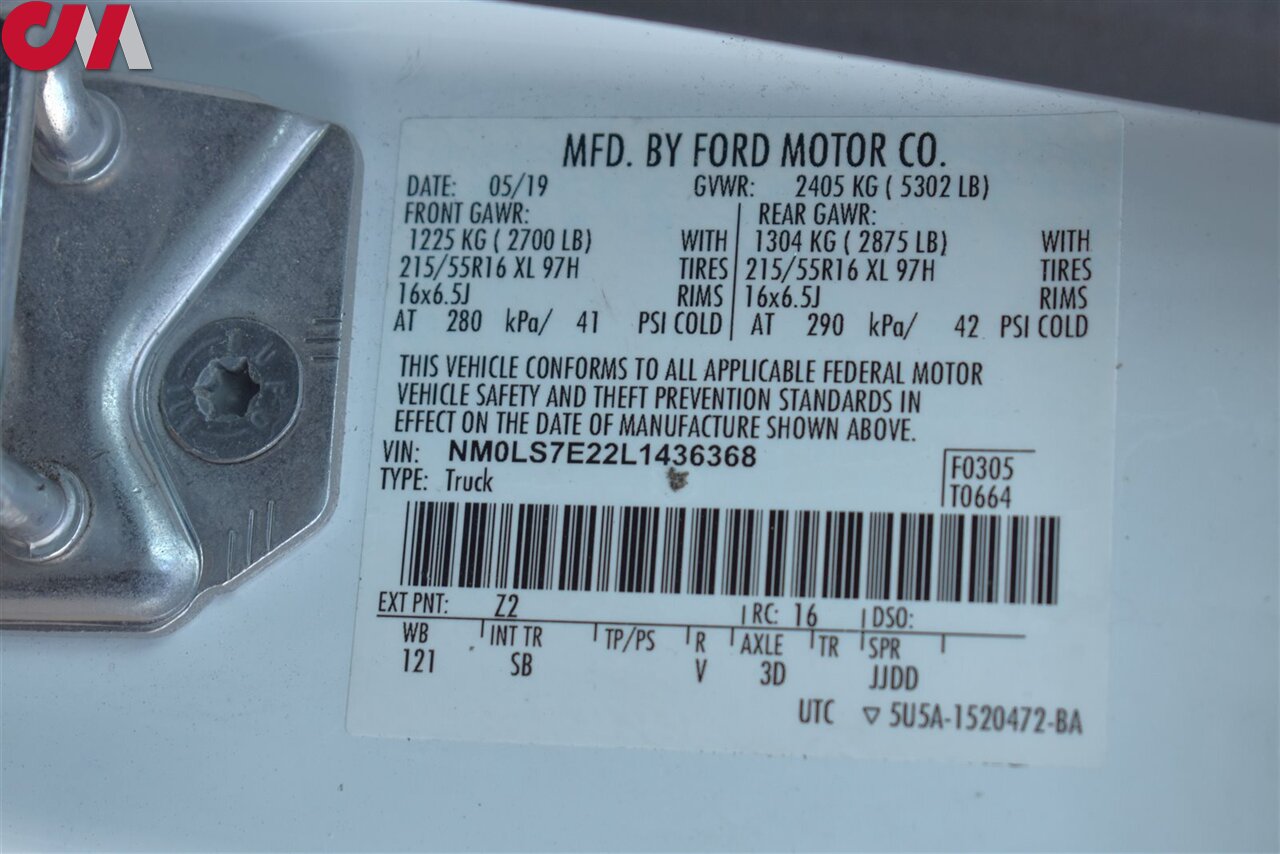 CM
MFD. BY FORD MOTOR CO.
DATE: 05/19 GVWR: 2405 KG ( 5302 LB)
FRONT GAWR: REAR GAWR:
1225 KG ( 2700 LB) WITH 1304 KG ( 2875 LB) WITH
215/55R16 XL 97H TIRES 215/55R16 XL 97H TIRES
16x6.5J RIMS 16x6.5J RIMS
AT 280 kPa/ 41 PSI COLD AT 290 kPa/ 42 PSI COLD
THIS VEHICLE CONFORMS TO ALL APPLICABLE FEDERAL MOTOR
VEHICLE SAFETY AND THEFT PREVENTION STANDARDS IN
EFFECT ON THE DATE OF MANUFACTURE SHOWN ABOVE.
VIN: NM0LS7E22L1436368
TYPE: Truck
F0305
T0664
EXT PNT: Z2 RC: 16 DSO:
WB INT TR TP/PS R AXLE TR SPR
121 SB V 3D JJDD
UTC ▽ 5U5A-1520472-BA